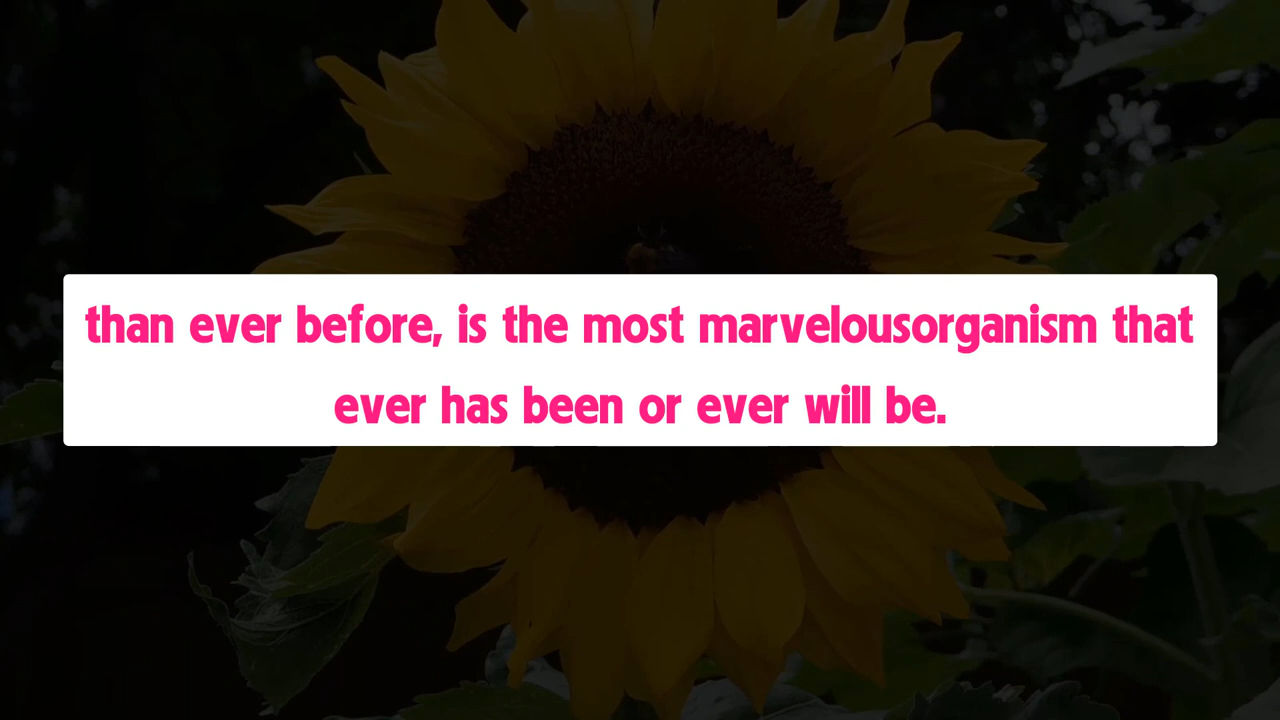 than ever before, is the most marvelousorganism that
ever has been or ever will be.